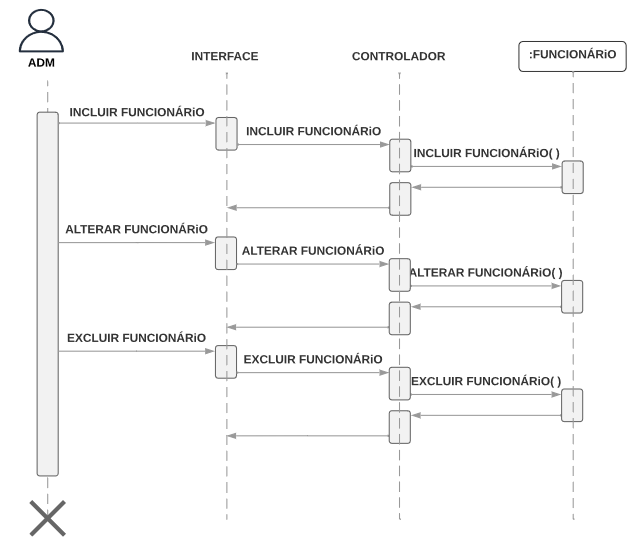 ADM
INTERFACE
CONTROLADOR
:FUNCIONÁRiO
INCLUIR FUNCIONÁRiO
INCLUIR FUNCIONÁRiO
INCLUIR FUNCIONÁRiO( )
ALTERAR FUNCIONÁRiO
ALTERAR FUNCIONÁRiO
ALTERAR FUNCIONÁRiO( )
EXCLUIR FUNCIONÁRiO
EXCLUIR FUNCIONÁRiO
EXCLUIR FUNCIONÁRiO( )